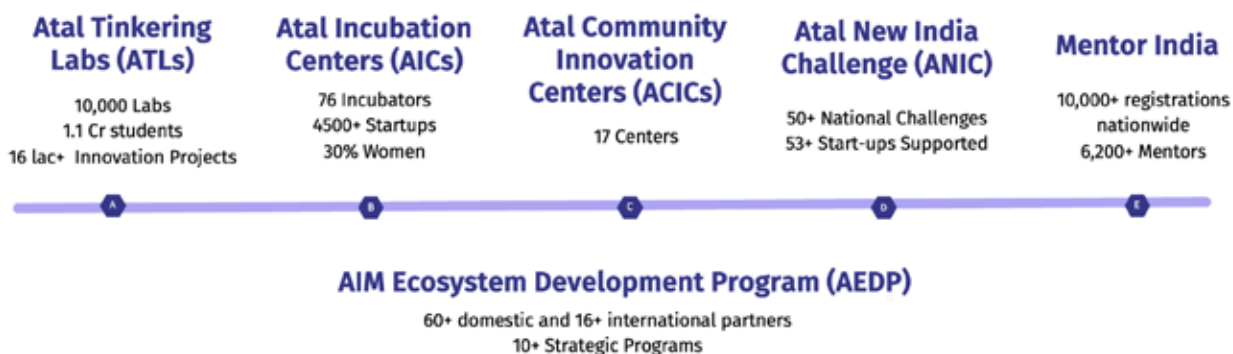 Atal Tinkering
Labs (ATLs)
10,000 Labs
1.1 Cr students
16 lac+ Innovation Projects
Atal Incubation
Centers (AICs)
76 Incubators
4500+ Startups
30% Women
Atal Community
Innovation
Centers (ACICs)
17 Centers
Atal New India
Challenge (ANIC)
50+ National Challenges
53+ Start-ups Supported
Mentor India
10,000+ registrations
nationwide
6,200+ Mentors
A
B
C
D
E
AIM Ecosystem Development Program (AEDP)
60+ domestic and 16+ international partners
10+ Strategic Programs